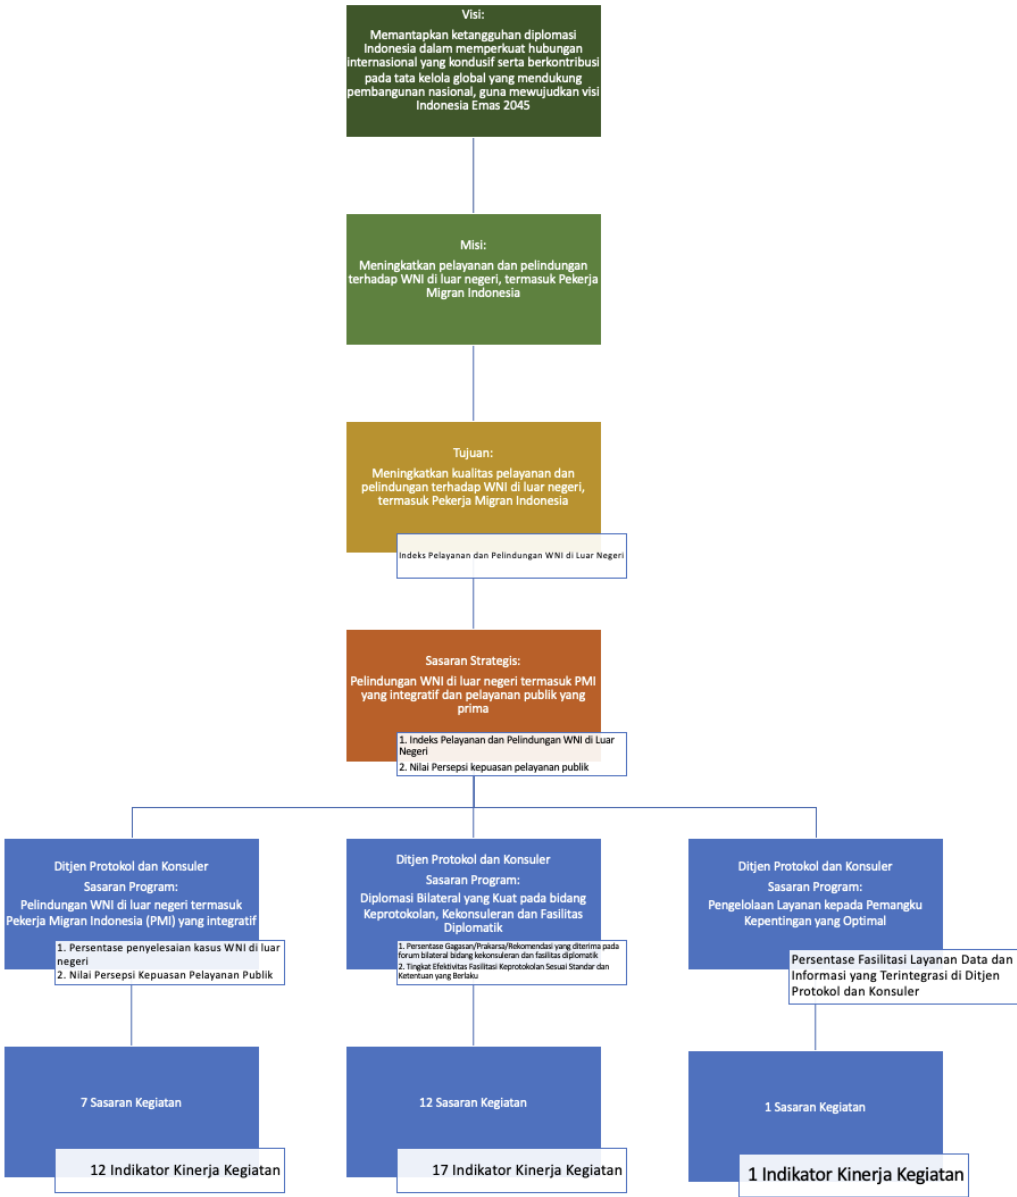 Visi:
Memantapkan ketangguhan diplomasi
Indonesia dalam memperkuat hubungan
internasional yang kondusif serta berkontribusi
pada tata kelola global yang mendukung
pembangunan nasional, guna mewujudkan visi
Indonesia Emas 2045
Misi:
Meningkatkan pelayanan dan pelindungan
terhadap WNI di luar negeri, termasuk Pekerja
Migran Indonesia
Tujuan:
Meningkatkan kualitas pelayanan dan
pelindungan terhadap WNI di luar negeri,
termasuk Pekerja Migran Indonesia
Indeks Pelayanan dan Pelindungan WNI di Luar Negeri
Sasaran Strategis:
Pelindungan WNI di luar negeri termasuk PMI
yang integratif dan pelayanan publik yang
prima
1. Indeks Pelayanan dan Pelindungan WNI di Luar
Negeri
2. Nilai Persepsi kepuasan pelayanan publik
Ditjen Protokol dan Konsuler
Sasaran Program:
Pelindungan WNI di luar negeri termasuk
Pekerja Migran Indonesia (PMI) yang integratif
1. Persentase penyelesaian kasus WNI di luar
negeri
2. Nilai Persepsi Kepuasan Pelayanan Publik
7 Sasaran Kegiatan
12 Indikator Kinerja Kegiatan
Ditjen Protokol dan Konsuler
Sasaran Program:
Diplomasi Bilateral yang Kuat pada bidang
Keprotokolan, Kekonsuleran dan Fasilitas
Diplomatik
1. Persentase Gagasan/Prakarsa/Rekomendasi yang diterima pada
forum bilateral bidang kekonsuleran dan fasilitas diplomatik
2. Tingkat Efektivitas Fasilitasi Keprotokolan Sesuai Standar dan
Ketentuan yang Berlaku
12 Sasaran Kegiatan
17 Indikator Kinerja Kegiatan
Ditjen Protokol dan Konsuler
Sasaran Program:
Pengelolaan Layanan kepada Pemangku
Kepentingan yang Optimal
Persentase Fasilitasi Layanan Data dan
Informasi yang Terintegrasi di Ditjen
Protokol dan Konsuler
1 Sasaran Kegiatan
1 Indikator Kinerja Kegiatan